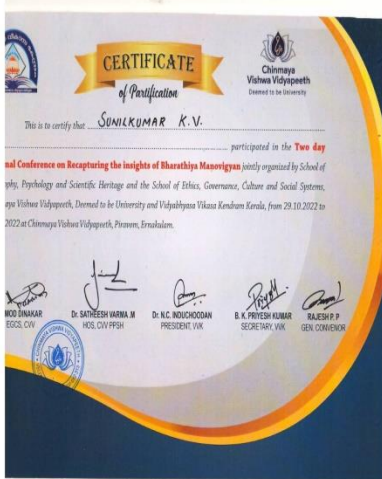 CERTIFICATE
of Partification
Chinmaya
Vishwa Vidyapeeth
Deemed to be University
This is to certify that SUNILKUMAR K.V.
participated in the Two day
nal Conference on Recapturing the insights of Bharathiya Manovigyan jointly organized by School of
ophy, Psychology and Scientific Heritage and the School of Ethics, Governance, Culture and Social Systems,
aya Vishwa Vidyapeeth, Deemed to be University and Vidyabhyasa Vikasa Kendram Kerala, from 29.10.2022 to
2022 at Chinmaya Vishwa Vidyapeeth, Piravom, Ernakulam.
MOD DINAKAR
EGCS, CVV
Dr. SATHEESH VARMA .M
HOS, CVV PPSH
Dr. N.C. INDUCHOODAN
PRESIDENT, VVK
B. K. PRIYESH KUMAR
SECRETARY, VVK
RAJESH P. P
GEN. CONVENOR